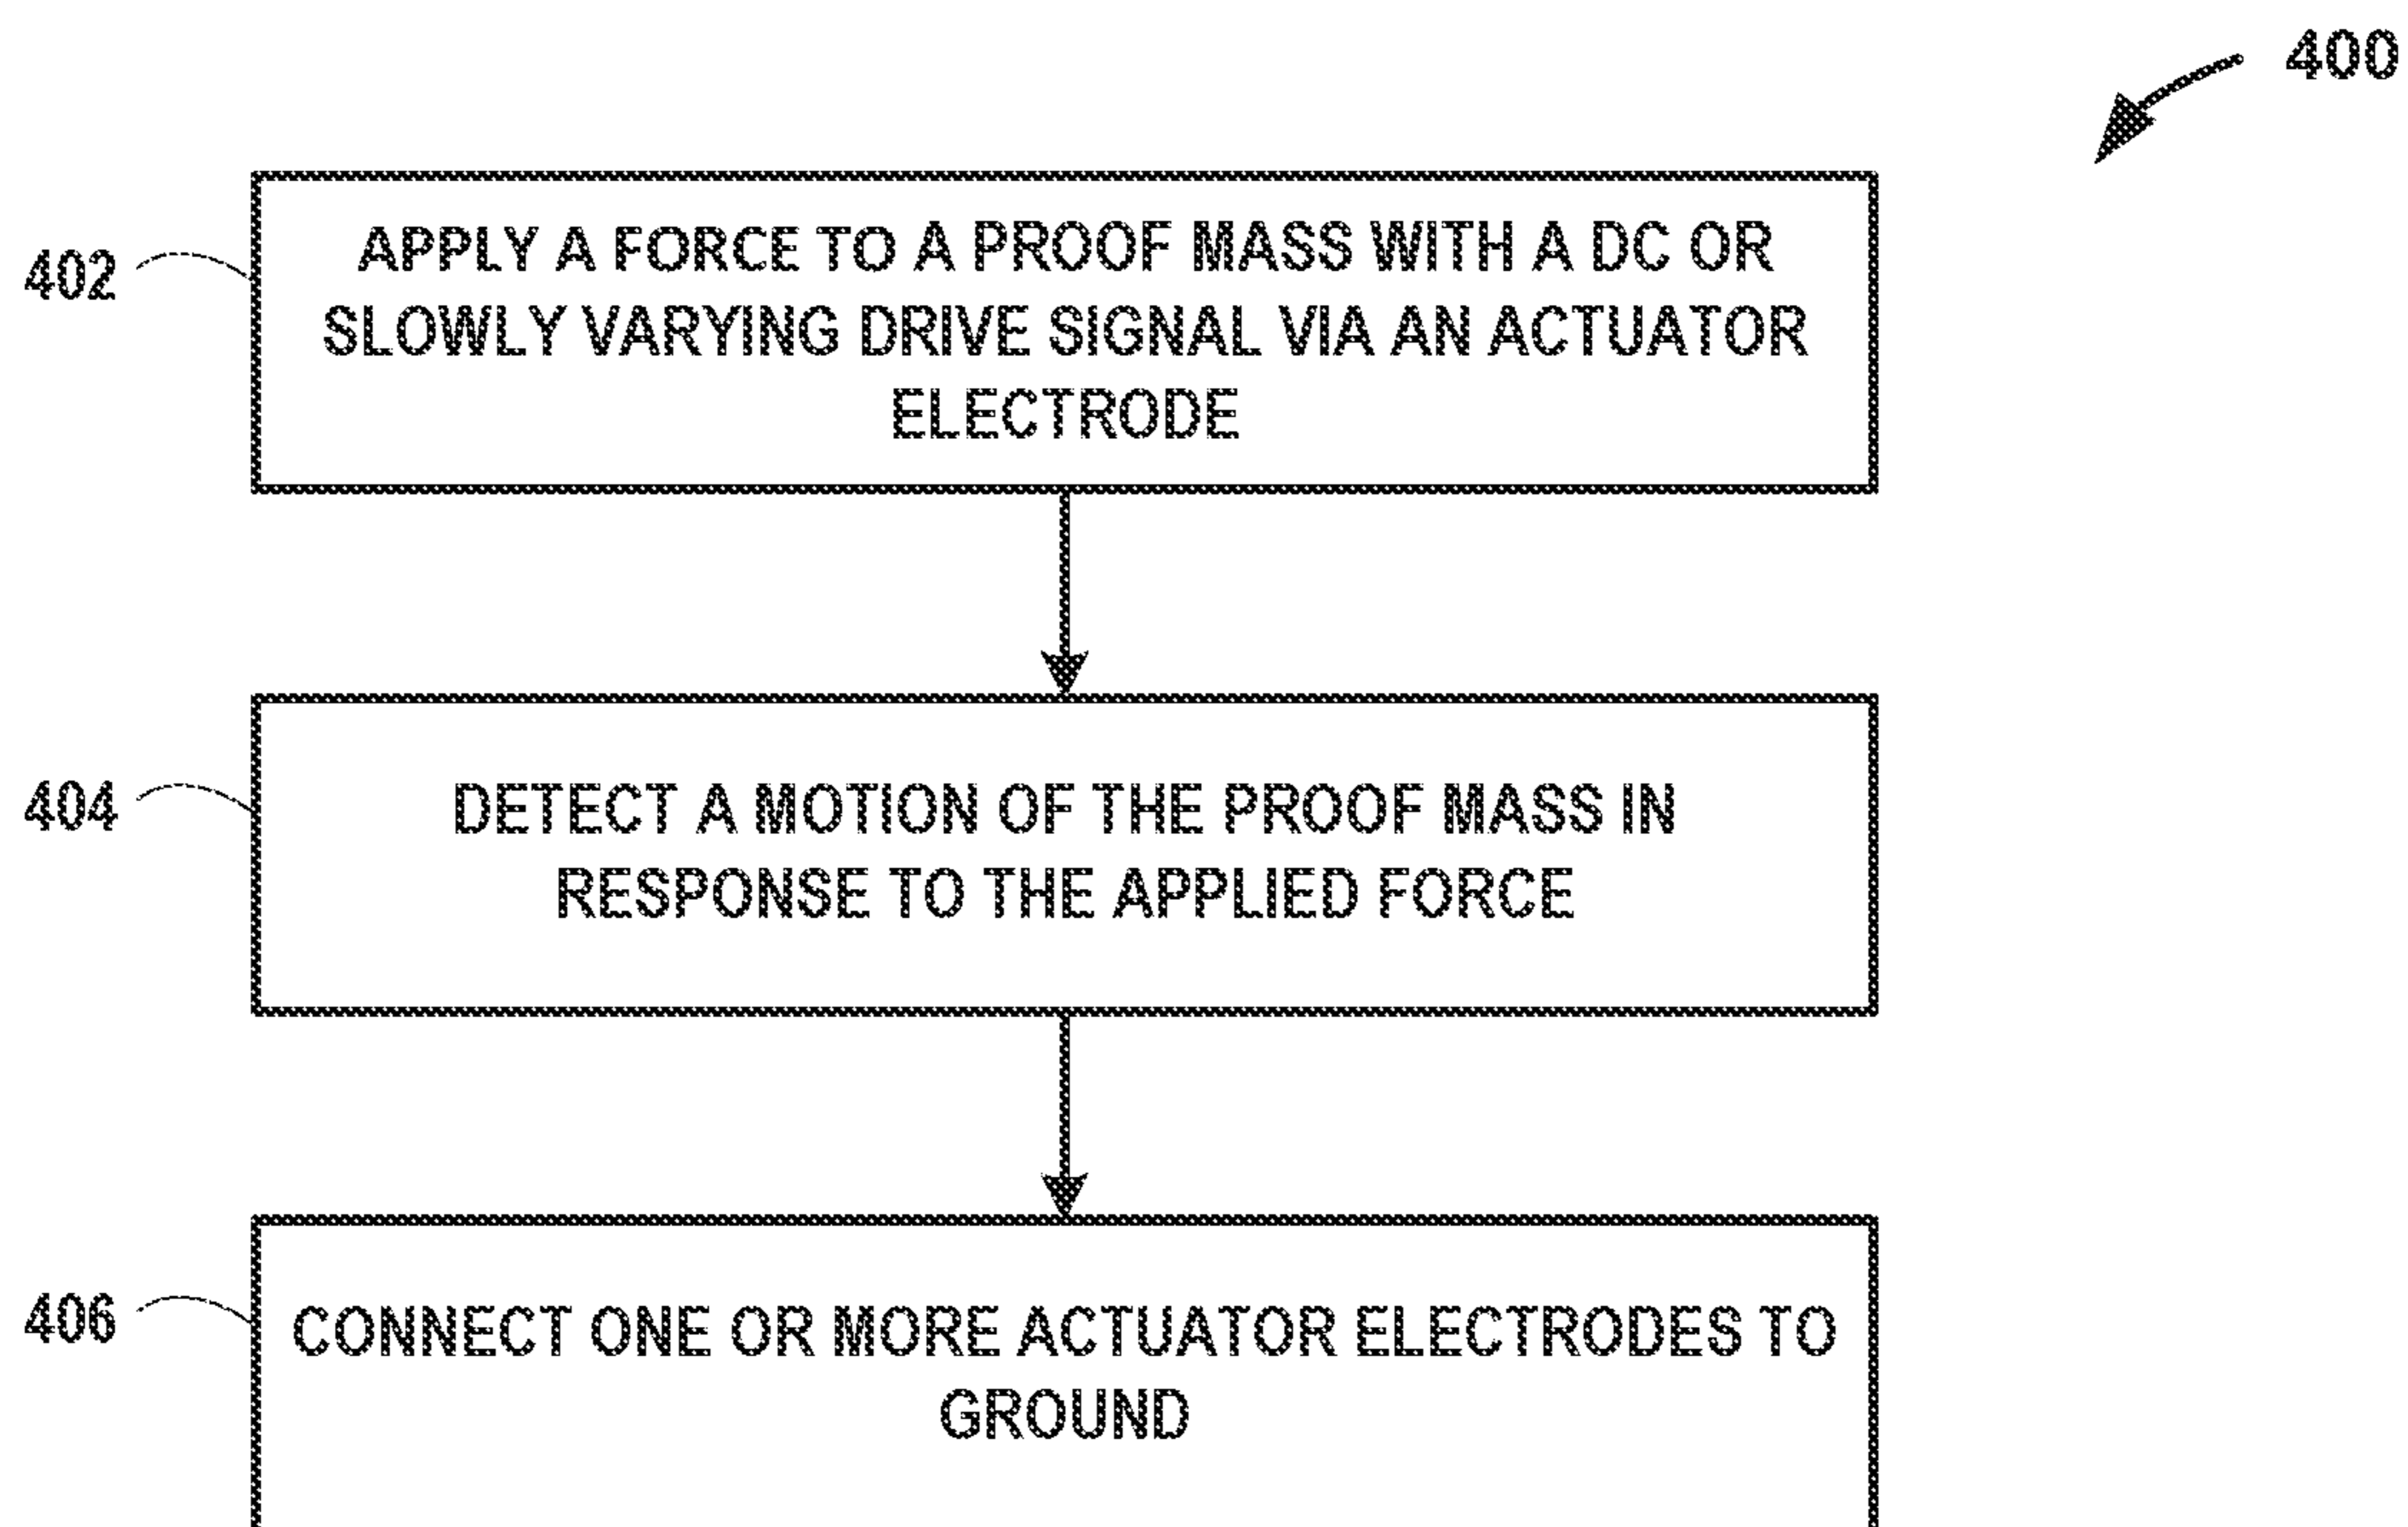 400
402
APPLY A FORCE TO A PROOF MASS WITH A DC OR
SLOWLY VARYING DRIVE SIGNAL VIA AN ACTUATOR
ELECTRODE
404
DETECT A MOTION OF THE PROOF MASS IN
RESPONSE TO THE APPLIED FORCE
406
CONNECT ONE OR MORE ACTUATOR ELECTRODES TO
GROUND